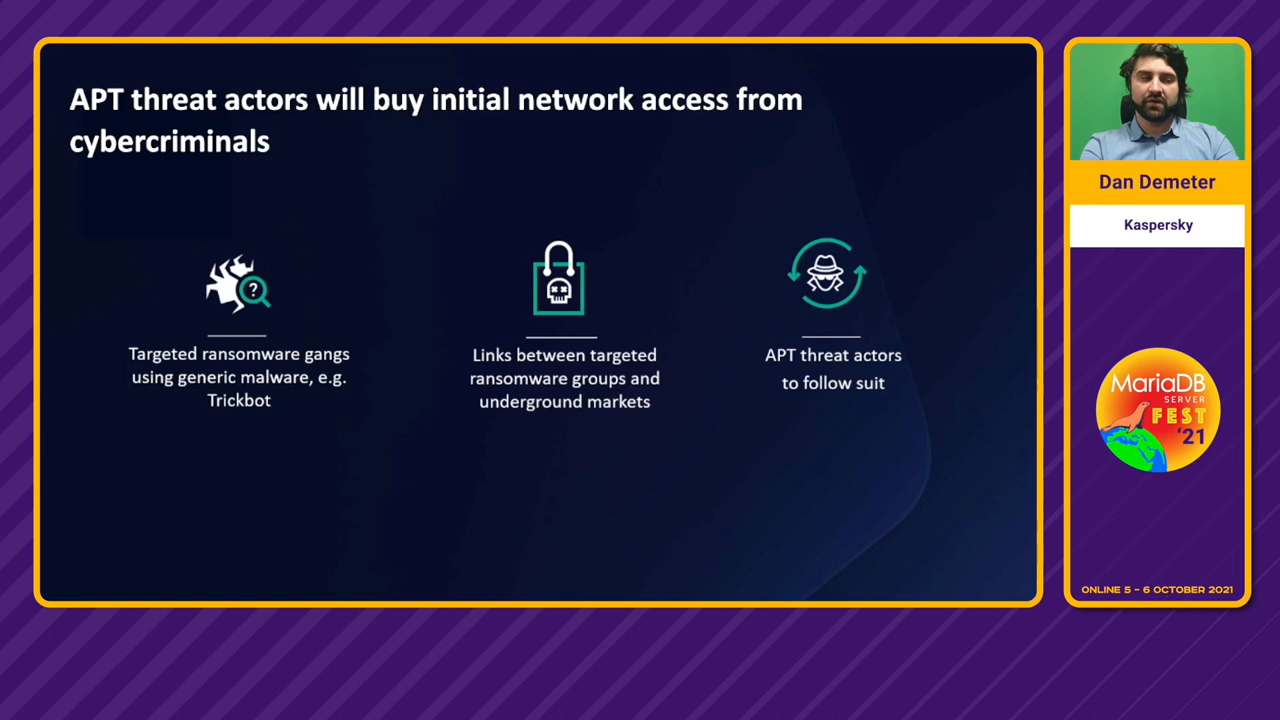 APT threat actors will buy initial network access from
cybercriminals
?
Targeted ransomware gangs
using generic malware, e.g.
Trickbot
Links between targeted
ransomware groups and
underground markets
APT threat actors
to follow suit
Dan Demeter
Kaspersky
MariaDB
SERVER
FEST
'21
ONLINE 5 - 6 OCTOBER 2021